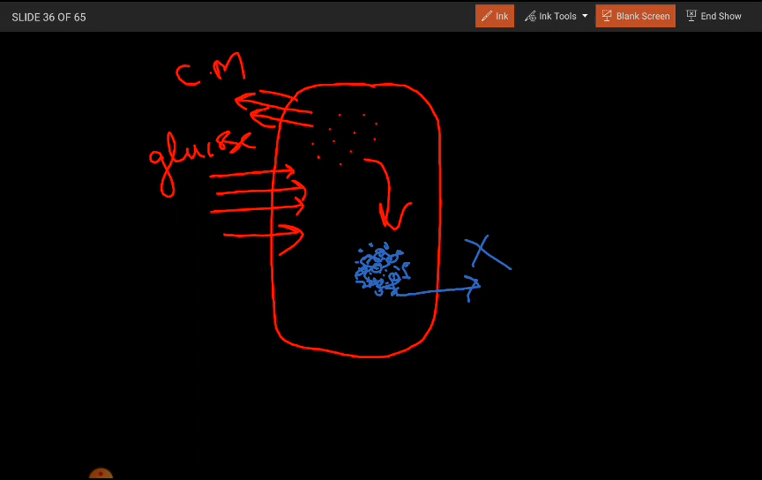 SLIDE 36 OF 65
Ink
Ink Tools
Blank Screen
End Show
C.M
glucose